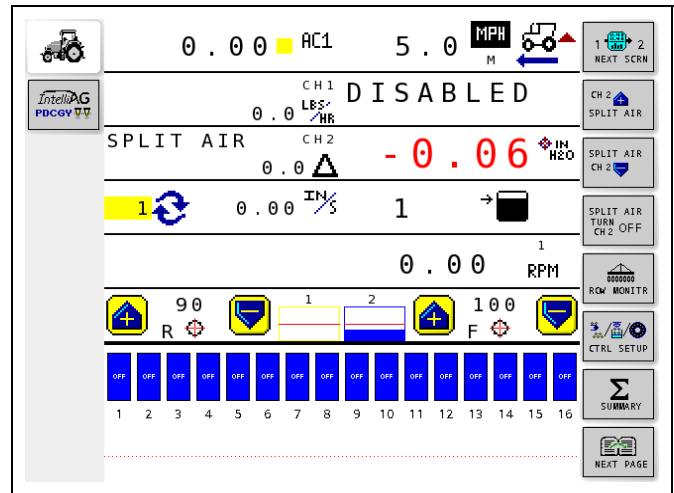 0.00 AC1 5.0 MPH
M
1 2
NEXT SCRN
IntelliAG
PDCGY
CH1
0.0 LBS/HR
DISABLED
CH 2
SPLIT AIR
SPLIT AIR
CH2
0.0 Δ
-0.06 IN H2O
SPLIT AIR
CH 2
1
0.00 IN/S
1
SPLIT AIR
TURN
CH 2 OFF
1
0.00 RPM
ROW MONITR
90
R
1
2
100
F
CTRL SETUP
OFF OFF OFF OFF OFF OFF OFF OFF OFF OFF OFF OFF OFF OFF OFF OFF
1 2 3 4 5 6 7 8 9 10 11 12 13 14 15 16
Σ
SUMMARY
NEXT PAGE